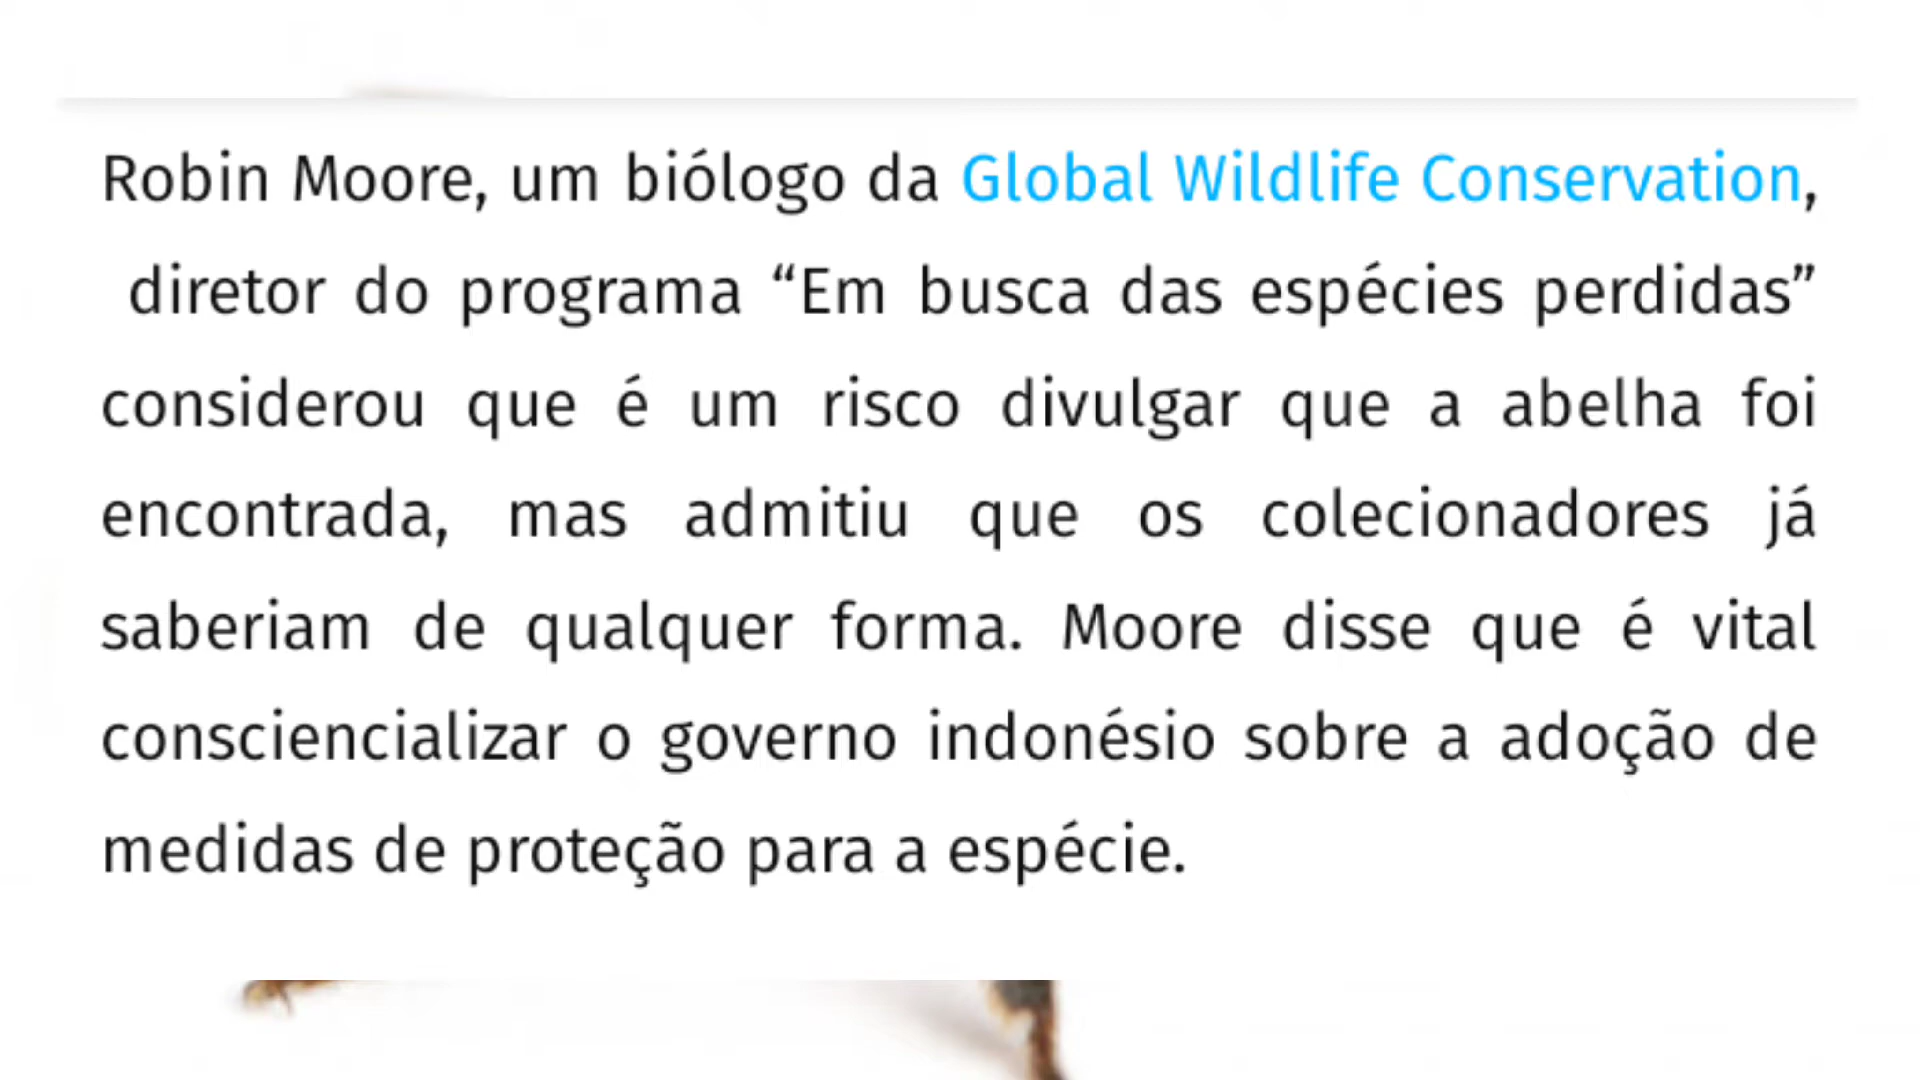 Robin Moore, um biólogo da Global Wildlife Conservation,
diretor do programa “Em busca das espécies perdidas”
considerou que é um risco divulgar que a abelha foi
encontrada, mas admitiu que os colecionadores já
saberiam de qualquer forma. Moore disse que é vital
consciencializar o governo indonésio sobre a adoção de
medidas de proteção para a espécie.